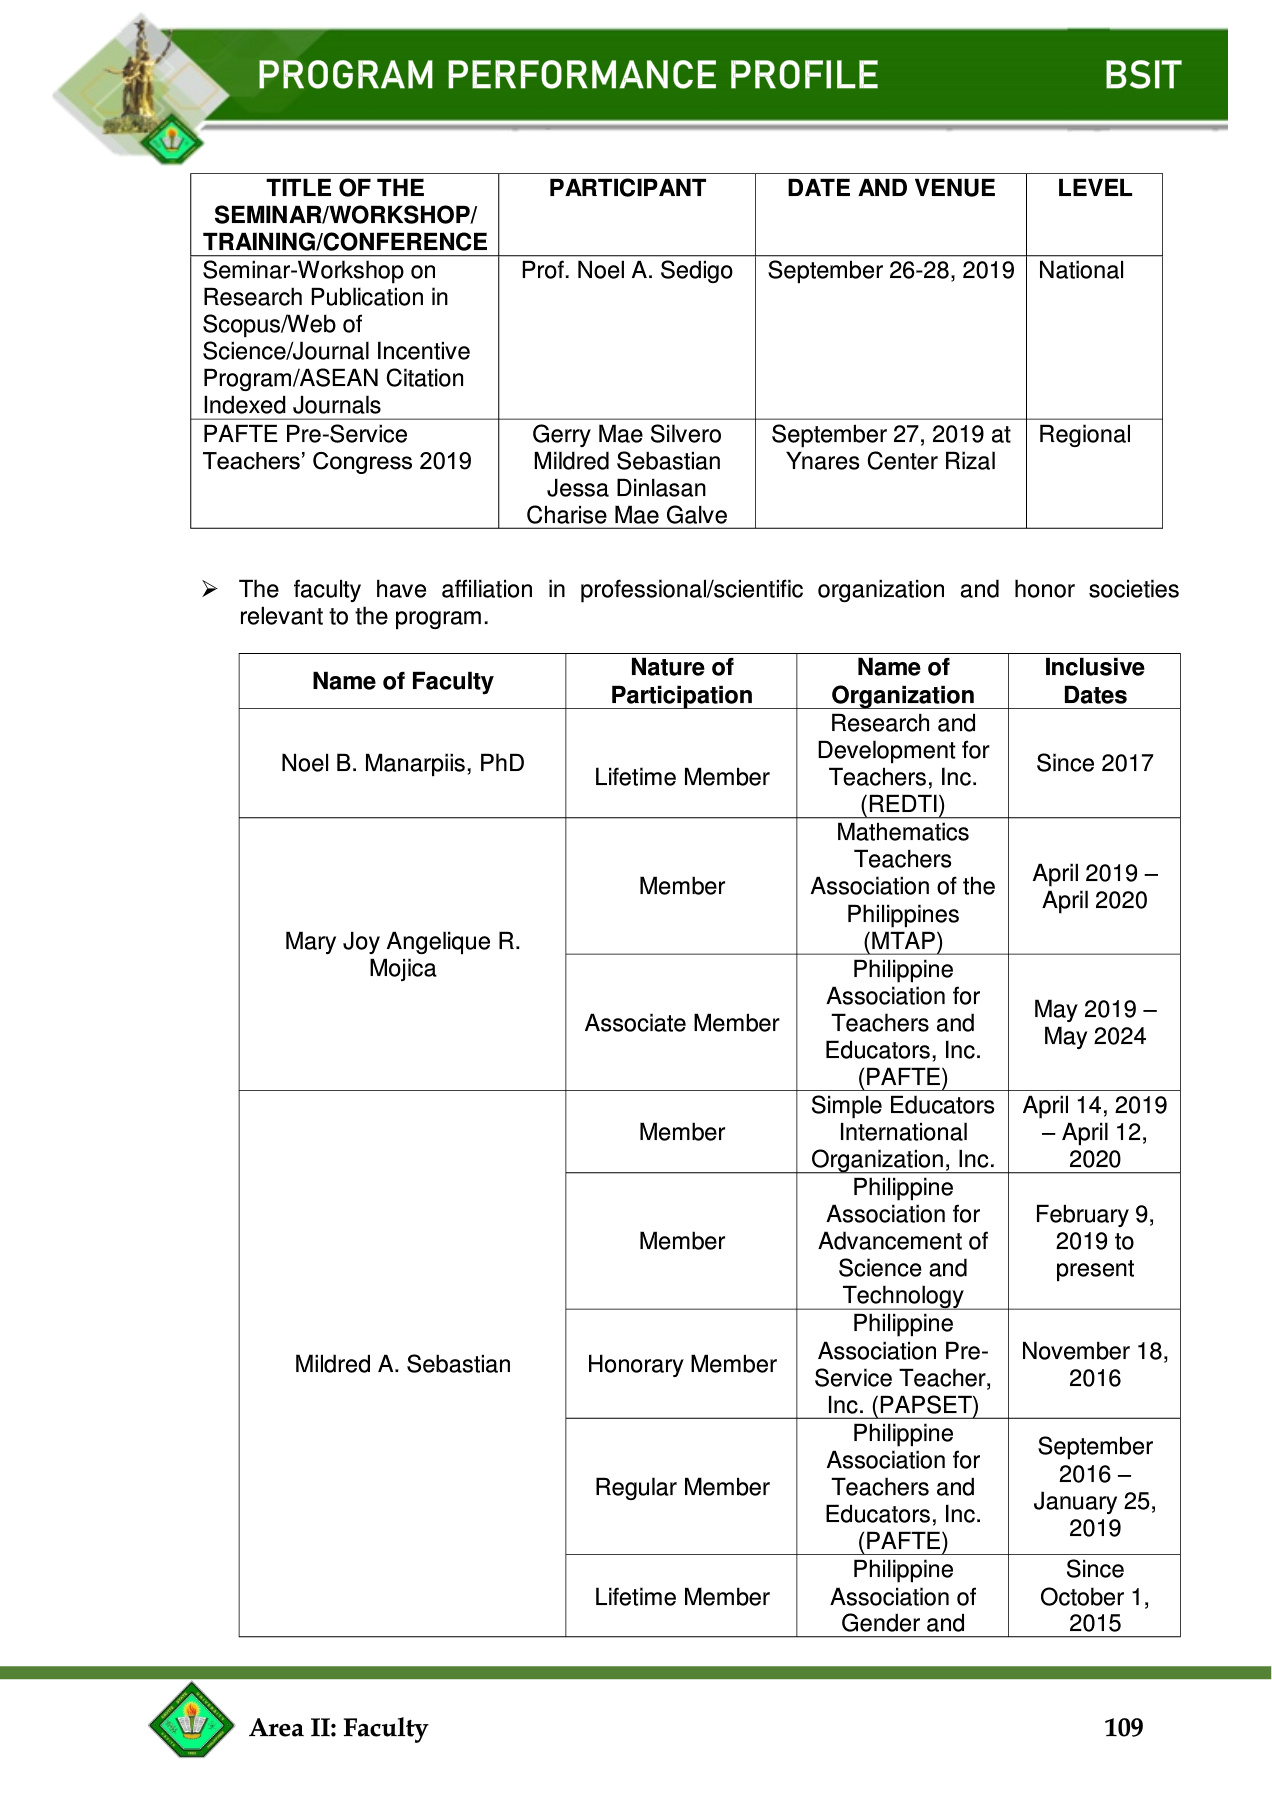 PROGRAM PERFORMANCE PROFILE BSIT
TITLE OF THE SEMINAR/WORKSHOP/ TRAINING/CONFERENCE PARTICIPANT DATE AND VENUE LEVEL
Seminar-Workshop on Prof. Noel A. Sedigo September 26-28, 2019 National
Research Publication in
Scopus/Web of
Science/Journal Incentive
Program/ASEAN Citation
Indexed Journals
PAFTE Pre-Service Gerry Mae Silvero September 27, 2019 at Regional
Teachers’ Congress 2019 Mildred Sebastian Ynares Center Rizal
Jessa Dinlasan
Charise Mae Galve
➢ The faculty have affiliation in professional/scientific organization and honor societies
relevant to the program.
Name of Faculty
Nature of
Participation
Name of
Organization
Inclusive
Dates
Noel B. Manarpiis, PhD
Lifetime Member
Research and
Development for
Teachers, Inc.
(REDTI)
Since 2017
Mary Joy Angelique R.
Mojica
Member
Mathematics
Teachers
Association of the
Philippines
(MTAP)
April 2019 –
April 2020
Associate Member
Philippine
Association for
Teachers and
Educators, Inc.
(PAFTE)
May 2019 –
May 2024
Mildred A. Sebastian
Member
Simple Educators
International
Organization, Inc.
April 14, 2019
– April 12,
2020
Member
Philippine
Association for
Advancement of
Science and
Technology
February 9,
2019 to
present
Honorary Member
Philippine
Association Pre-
Service Teacher,
Inc. (PAPSET)
November 18,
2016
Regular Member
Philippine
Association for
Teachers and
Educators, Inc.
(PAFTE)
September
2016 –
January 25,
2019
Lifetime Member
Philippine
Association of
Gender and
Since
October 1,
2015
Area II: Faculty 109